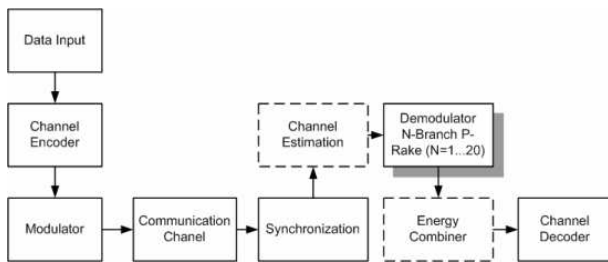 Data Input
Channel
Encoder
Modulator
Communication
Chanel
Synchronization
Channel
Estimation
Demodulator
N-Branch P-
Rake (N=1...20)
Energy
Combiner
Channel
Decoder